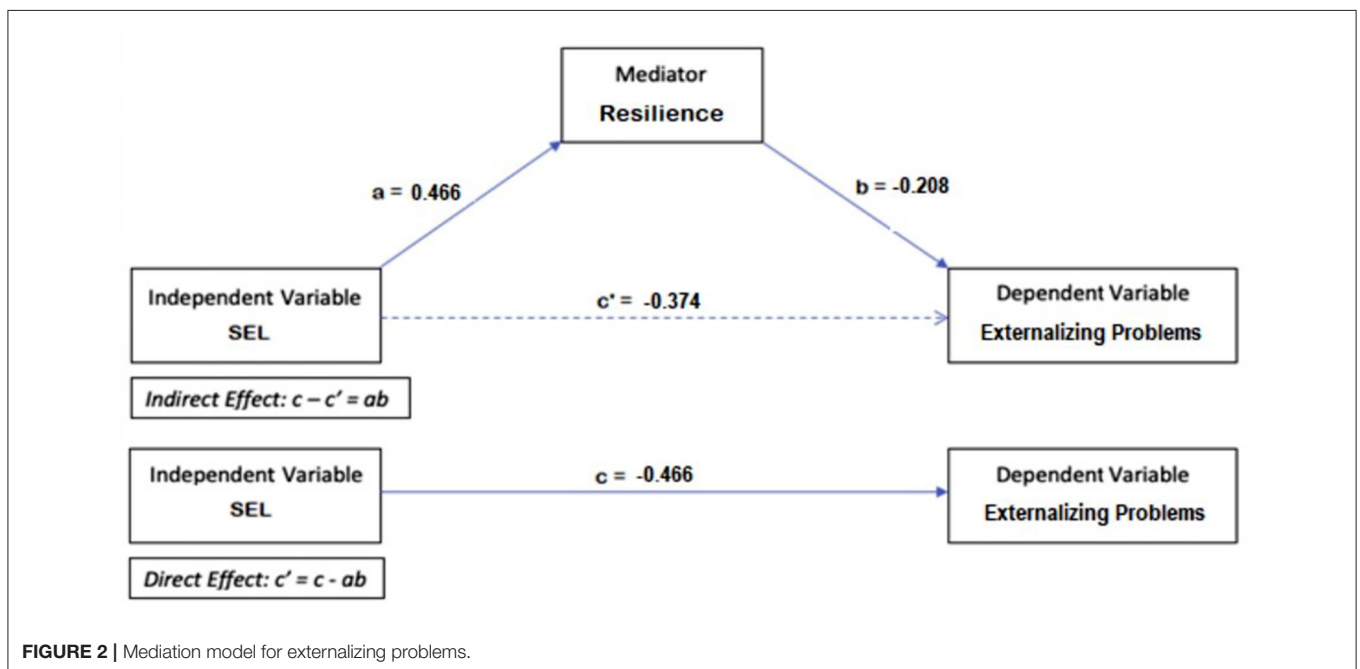 Mediator
Resilience
a = 0.466
b = -0.208
Independent Variable
SEL
c' = -0.374
Dependent Variable
Externalizing Problems
Indirect Effect: c – c′ = ab
Independent Variable
SEL
c = -0.466
Dependent Variable
Externalizing Problems
Direct Effect: c′ = c - ab
FIGURE 2 | Mediation model for externalizing problems.